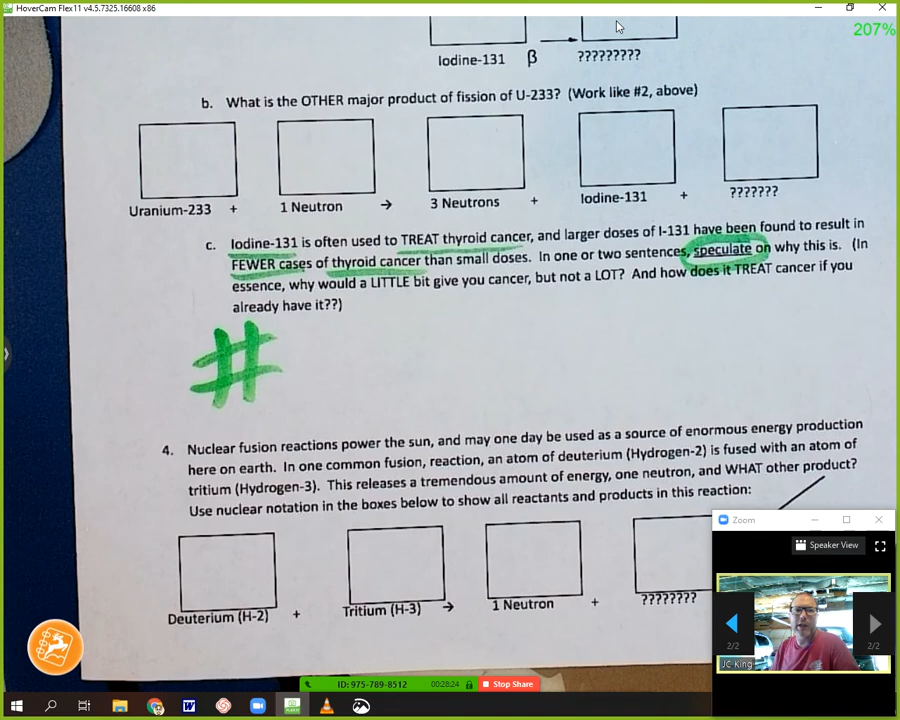 HoverCam Flex11 v4.5.7325.16608 x86
207%
Iodine-131 β ?????????
b. What is the OTHER major product of fission of U-233? (Work like #2, above)
Uranium-233 + 1 Neutron → 3 Neutrons + Iodine-131 + ???????
c. Iodine-131 is often used to TREAT thyroid cancer, and larger doses of I-131 have been found to result in
FEWER cases of thyroid cancer than small doses. In one or two sentences, speculate on why this is. (In
essence, why would a LITTLE bit give you cancer, but not a LOT? And how does it TREAT cancer if you
already have it??)
#
4. Nuclear fusion reactions power the sun, and may one day be used as a source of enormous energy production
here on earth. In one common fusion, reaction, an atom of deuterium (Hydrogen-2) is fused with an atom of
tritium (Hydrogen-3). This releases a tremendous amount of energy, one neutron, and WHAT other product?
Use nuclear notation in the boxes below to show all reactants and products in this reaction:
Deuterium (H-2) + Tritium (H-3) → 1 Neutron + ????????
Zoom
Speaker View
2/2 2/2
JC King
ID: 975-789-8512 00:28:24 Stop Share